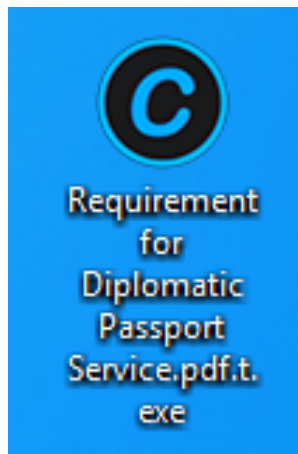 C
Requirement
for
Diplomatic
Passport
Service.pdf.t.
exe